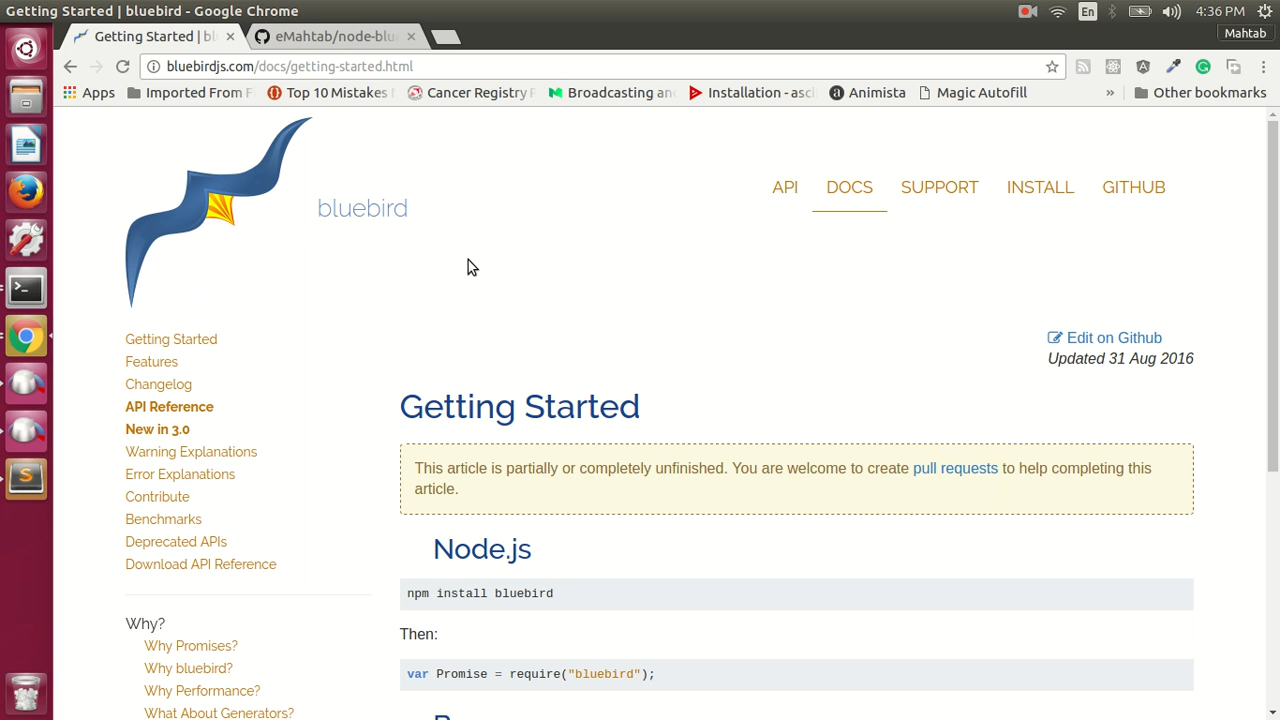 Getting Started | bluebird - Google Chrome
En
4:36 PM
Mahtab
Getting Started | bl
eMahtab/node-blue
bluebirdjs.com/docs/getting-started.html
Apps
Imported From F
Top 10 Mistakes
Cancer Registry P
Broadcasting an
Installation - asci
Animista
Magic Autofill
»
Other bookmarks
bluebird
API
DOCS
SUPPORT
INSTALL
GITHUB
Getting Started
Features
Changelog
API Reference
New in 3.0
Warning Explanations
Error Explanations
Contribute
Benchmarks
Deprecated APIs
Download API Reference
Why?
Why Promises?
Why bluebird?
Why Performance?
What About Generators?
Edit on Github
Updated 31 Aug 2016
Getting Started
This article is partially or completely unfinished. You are welcome to create pull requests to help completing this
article.
Node.js
npm install bluebird
Then:
var Promise = require("bluebird");